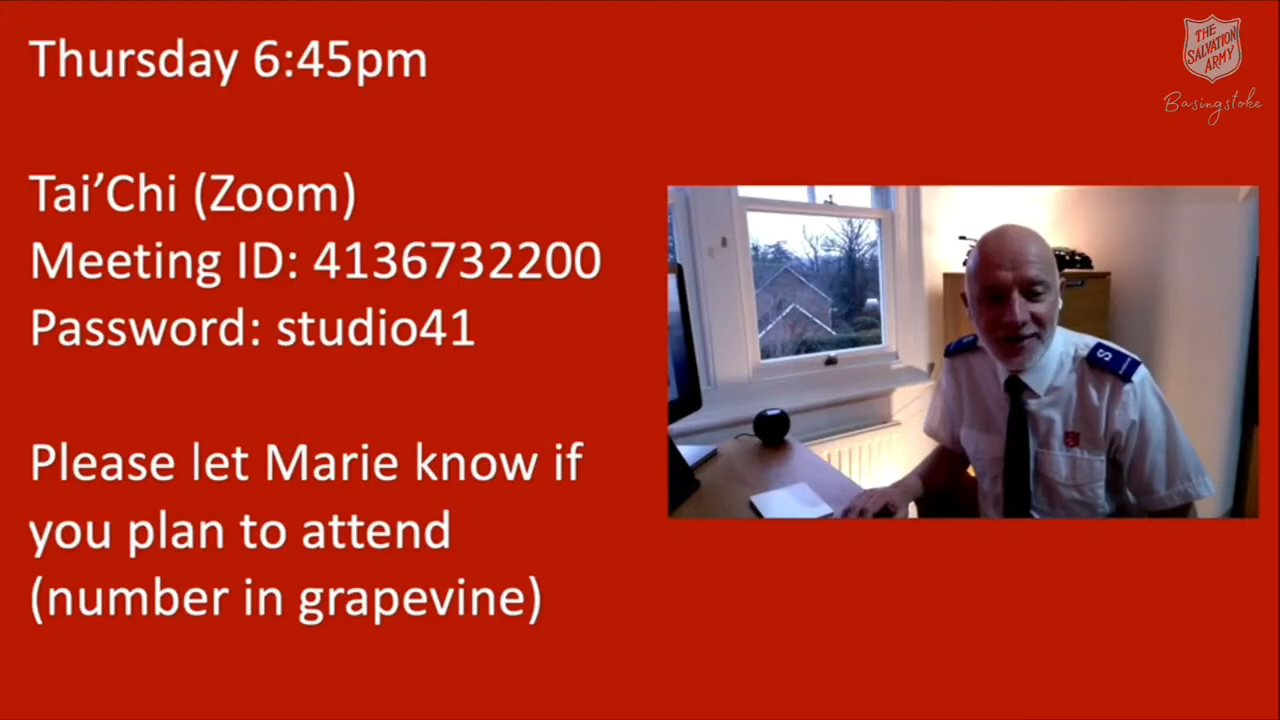 Thursday 6:45pm
Tai’Chi (Zoom)
Meeting ID: 4136732200
Password: studio41
Please let Marie know if
you plan to attend
(number in grapevine)
THE
SALVATION
ARMY
Basingstoke
S